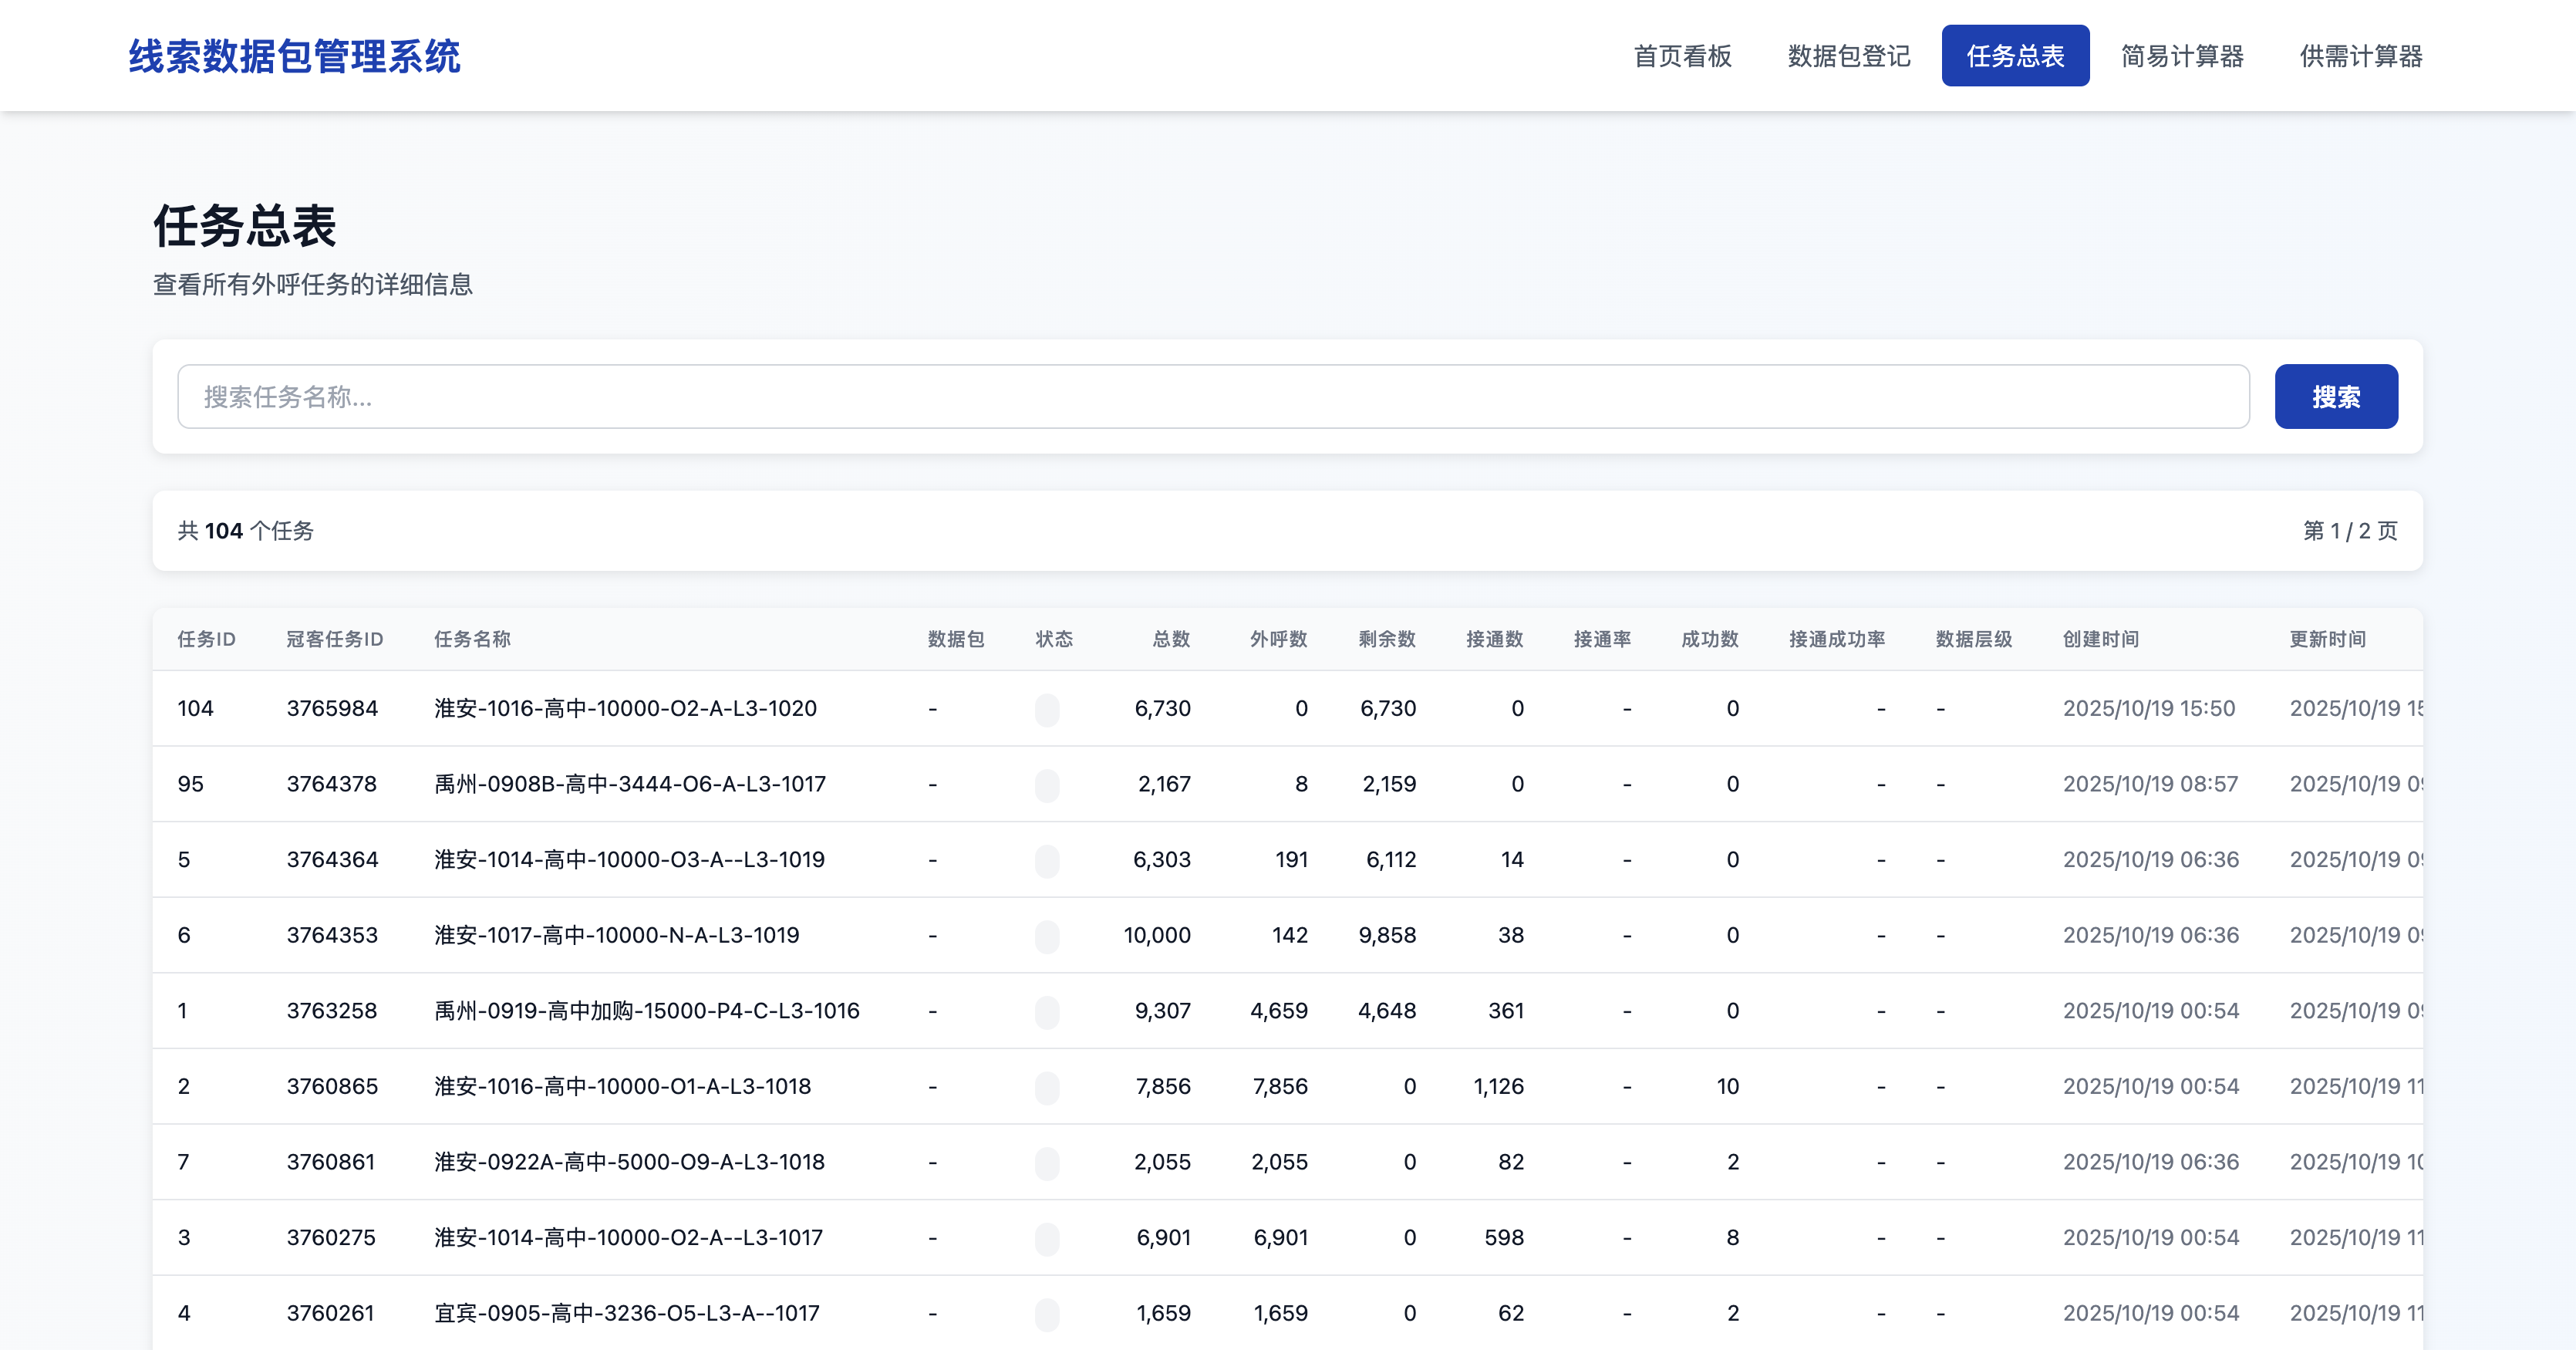 线索数据包管理系统 首页看板 数据包登记 任务总表 简易计算器 供需计算器
任务总表
查看所有外呼任务的详细信息
搜索任务名称... 搜索
共 104 个任务 第 1 / 2 页
任务ID 冠客任务ID 任务名称 数据包 状态 总数 外呼数 剩余数 接通数 接通率 成功数 接通成功率 数据层级 创建时间 更新时间
104 3765984 淮安-1016-高中-10000-O2-A-L3-1020 - 6,730 0 6,730 0 - 0 - - 2025/10/19 15:50 2025/10/19 15
95 3764378 禹州-0908B-高中-3444-O6-A-L3-1017 - 2,167 8 2,159 0 - 0 - - 2025/10/19 08:57 2025/10/19 09
5 3764364 淮安-1014-高中-10000-O3-A--L3-1019 - 6,303 191 6,112 14 - 0 - - 2025/10/19 06:36 2025/10/19 09
6 3764353 淮安-1017-高中-10000-N-A-L3-1019 - 10,000 142 9,858 38 - 0 - - 2025/10/19 06:36 2025/10/19 09
1 3763258 禹州-0919-高中加购-15000-P4-C-L3-1016 - 9,307 4,659 4,648 361 - 0 - - 2025/10/19 00:54 2025/10/19 09
2 3760865 淮安-1016-高中-10000-O1-A-L3-1018 - 7,856 7,856 0 1,126 - 10 - - 2025/10/19 00:54 2025/10/19 11
7 3760861 淮安-0922A-高中-5000-O9-A-L3-1018 - 2,055 2,055 0 82 - 2 - - 2025/10/19 06:36 2025/10/19 10
3 3760275 淮安-1014-高中-10000-O2-A--L3-1017 - 6,901 6,901 0 598 - 8 - - 2025/10/19 00:54 2025/10/19 11
4 3760261 宜宾-0905-高中-3236-O5-L3-A--1017 - 1,659 1,659 0 62 - 2 - - 2025/10/19 00:54 2025/10/19 11